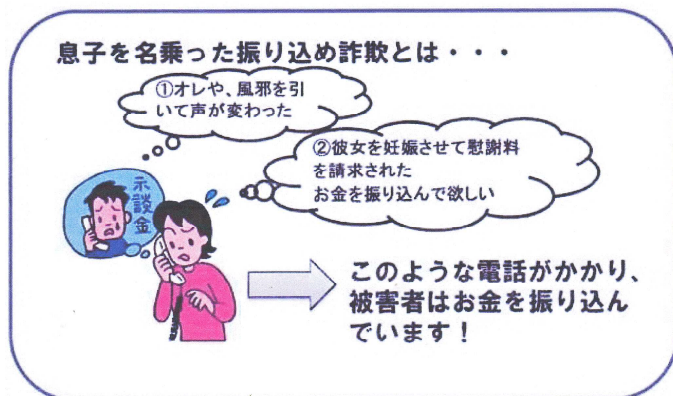 息子を名乗った振り込め詐欺とは・・・
①オレや、風邪を引
いて声が変わった
②彼女を妊娠させて慰謝料
を請求された
お金を振り込んで欲しい
示談金
このような電話がかかり、
被害者はお金を振り込ん
でいます！